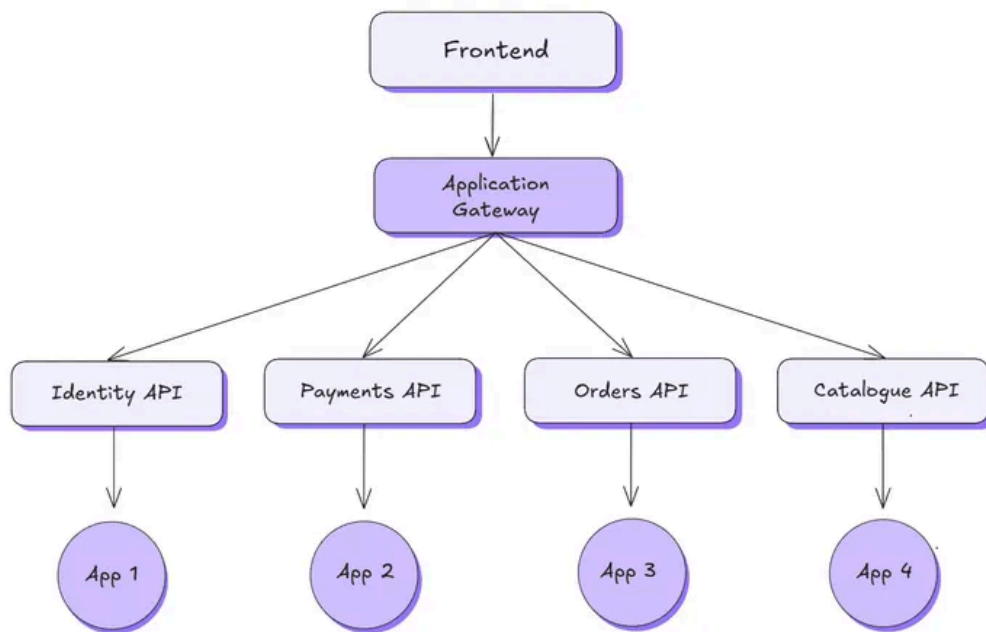 Frontend
Application
Gateway
Identity API
Payments API
Orders API
Catalogue API
App 1
App 2
App 3
App 4